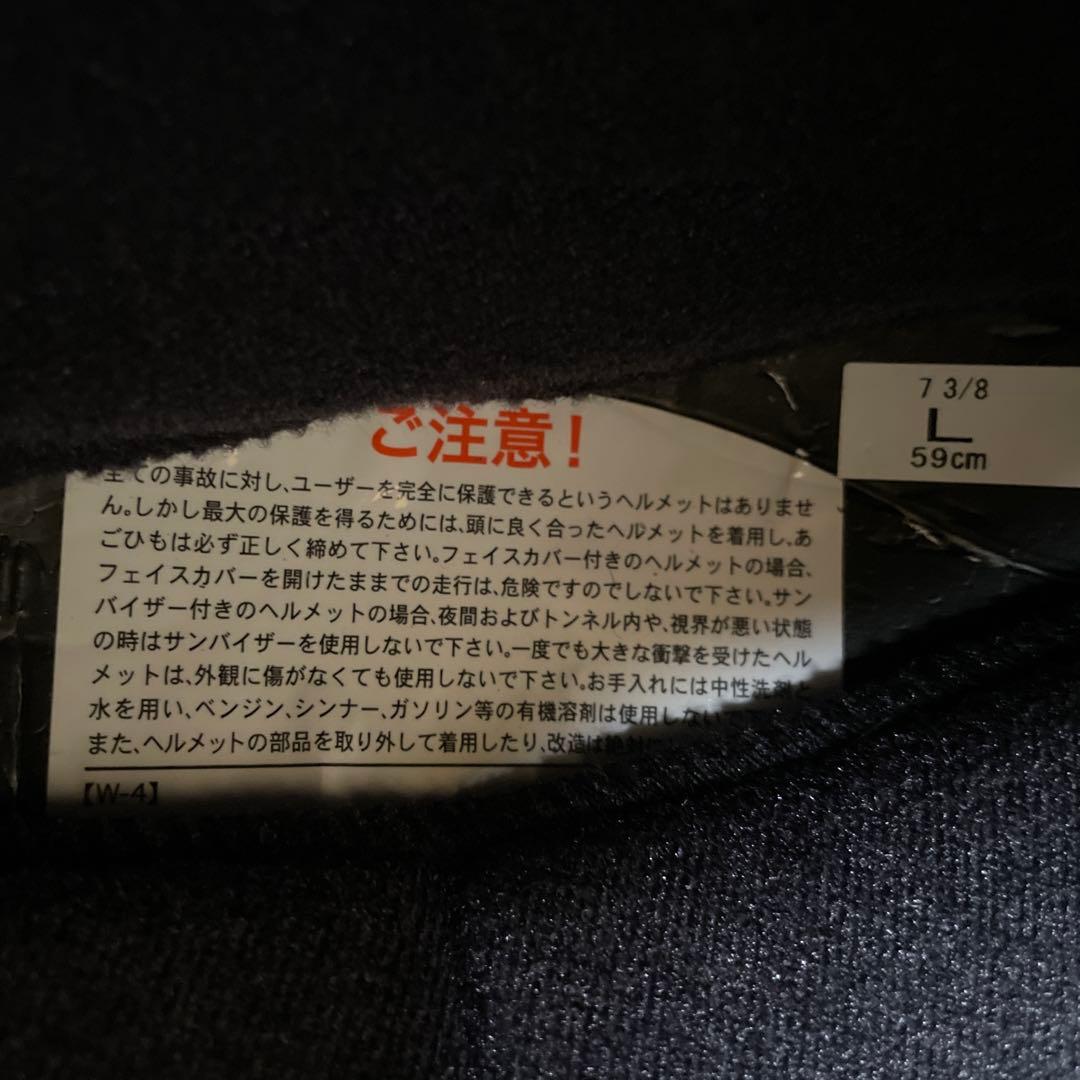 ご注意!
全ての事故に対し、ユーザーを完全に保護できるというヘルメットはありませ
ん。しかし最大の保護を得るためには、頭に良く合ったヘルメットを着用し、あ
ごひもは必ず正しく締めて下さい。フェイスカバー付きのヘルメットの場合、
フェイスカバーを開けたままでの走行は、危険ですのでしないで下さい。サン
バイザー付きのヘルメットの場合、夜間およびトンネル内や、視界が悪い状態
の時はサンバイザーを使用しないで下さい。一度でも大きな衝撃を受けたヘル
メットは、外観に傷がなくても使用しないで下さい。お手入れには中性洗剤と
水を用い、ベンジン、シンナー、ガソリン等の有機溶剤は使用しないで
また、ヘルメットの部品を取り外して着用したり、改造は絶対に
【W-4】
7 3/8
L
59cm